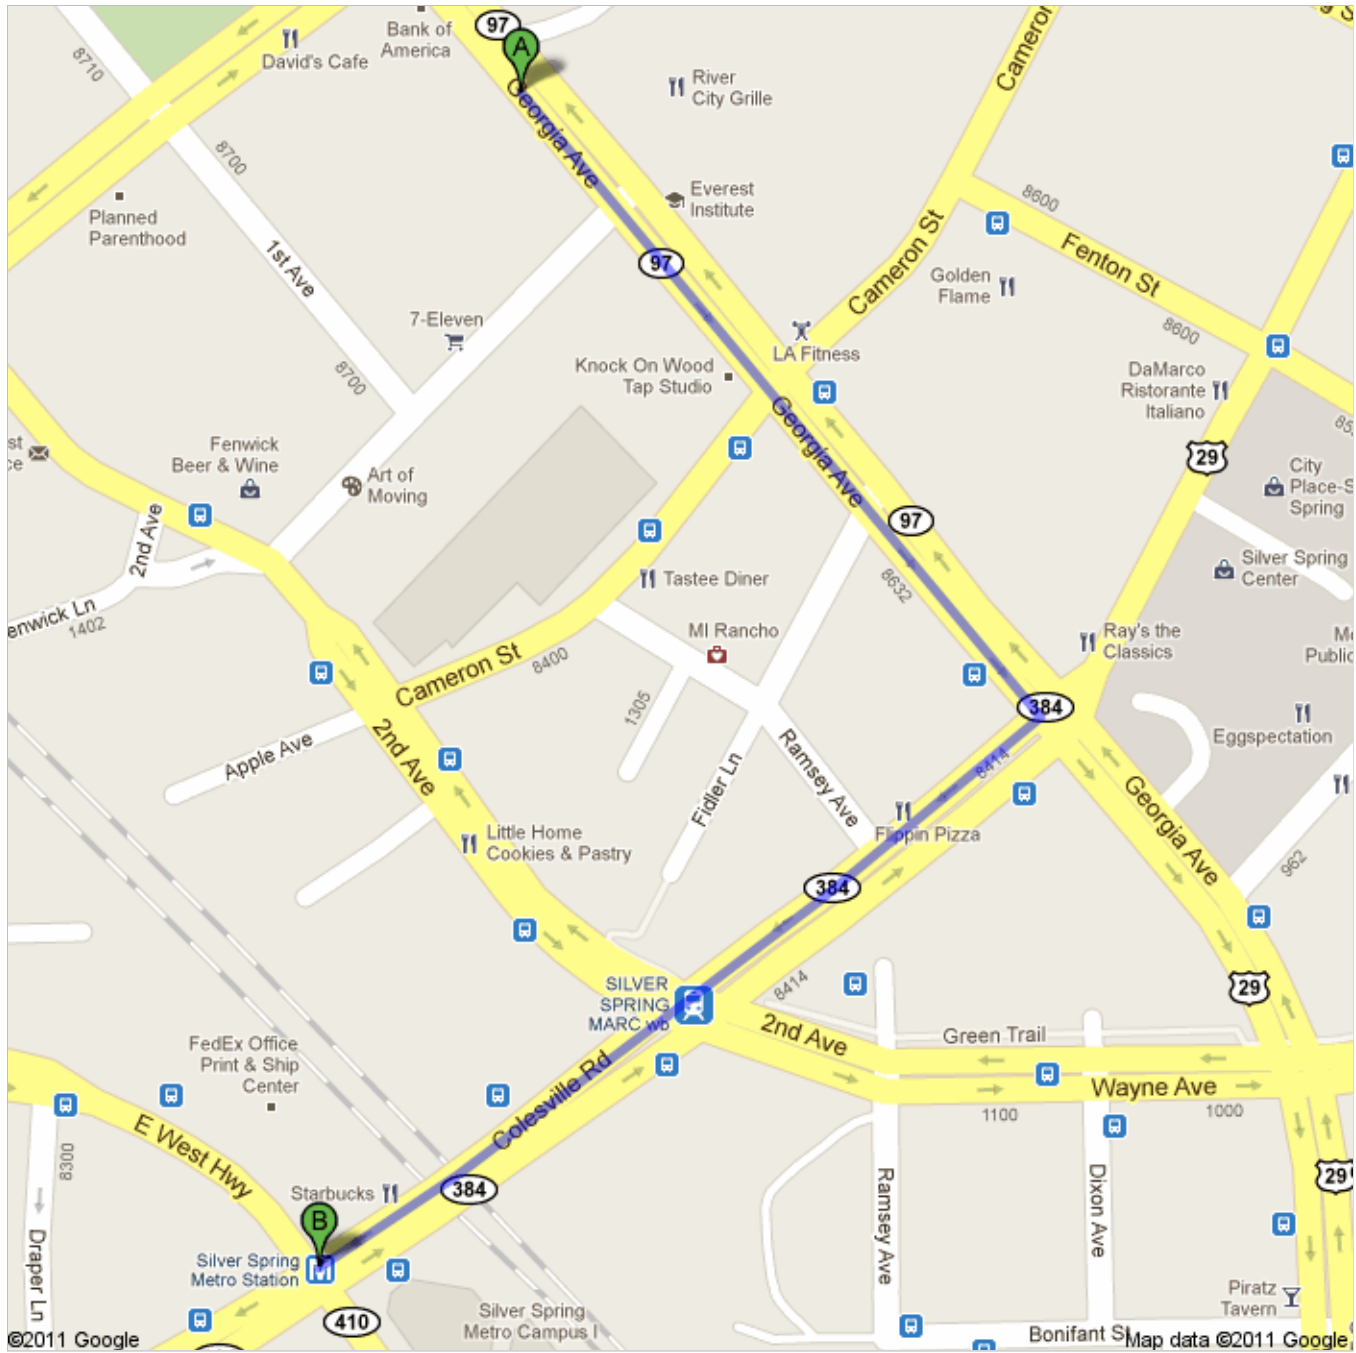 97
A
Bank of
America
David's Cafe
8710
River
City Grille
Cameron
Georgia Ave
8700
Everest
Institute
8600
Planned
Parenthood
1st Ave
97
Cameron St
Fenton St
Golden
Flame
7-Eleven
8600
LA Fitness
Knock On Wood
Tap Studio
8700
DaMarco
Ristorante
Italiano
Georgia Ave
Fenwick
Beer & Wine
Art of
Moving
29
City
Place-S
Spring
97
2nd Ave
Silver Spring
Center
Tastee Diner
8632
enwick Ln
1402
MI Rancho
Ray's the
Classics
Public
Cameron St
8400
1305
384
Eggspectation
Apple Ave
2nd Ave
Fidler Ln
Ramsey Ave
8414
Georgia Ave
Flippin Pizza
Little Home
Cookies & Pastry
962
384
SILVER
SPRING
MARC wb
8414
29
2nd Ave
Green Trail
FedEx Office
Print & Ship
Center
Wayne Ave
1100
1000
Colesville Rd
E West Hwy
8300
Starbucks
384
29
B
Ramsey Ave
Dixon Ave
Draper Ln
Silver Spring
Metro Station
M
410
Silver Spring
Metro Campus I
Piratz
Tavern
Bonifant St
©2011 Google
Map data ©2011 Google